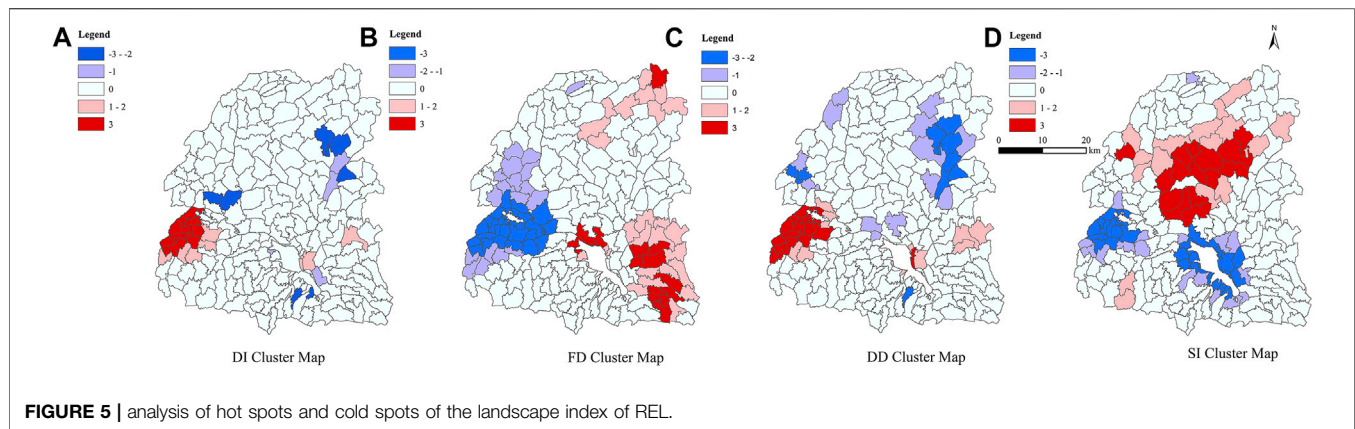 A
Legend
-3 - -2
-1
0
1 - 2
3
DI Cluster Map
B
Legend
-3
-2 - -1
0
1 - 2
3
FD Cluster Map
C
Legend
-3 - -2
-1
0
1 - 2
3
DD Cluster Map
D
Legend
-3
-2 - -1
0
1 - 2
3
N
0
10
20
km
SI Cluster Map
FIGURE 5 | analysis of hot spots and cold spots of the landscape index of REL.